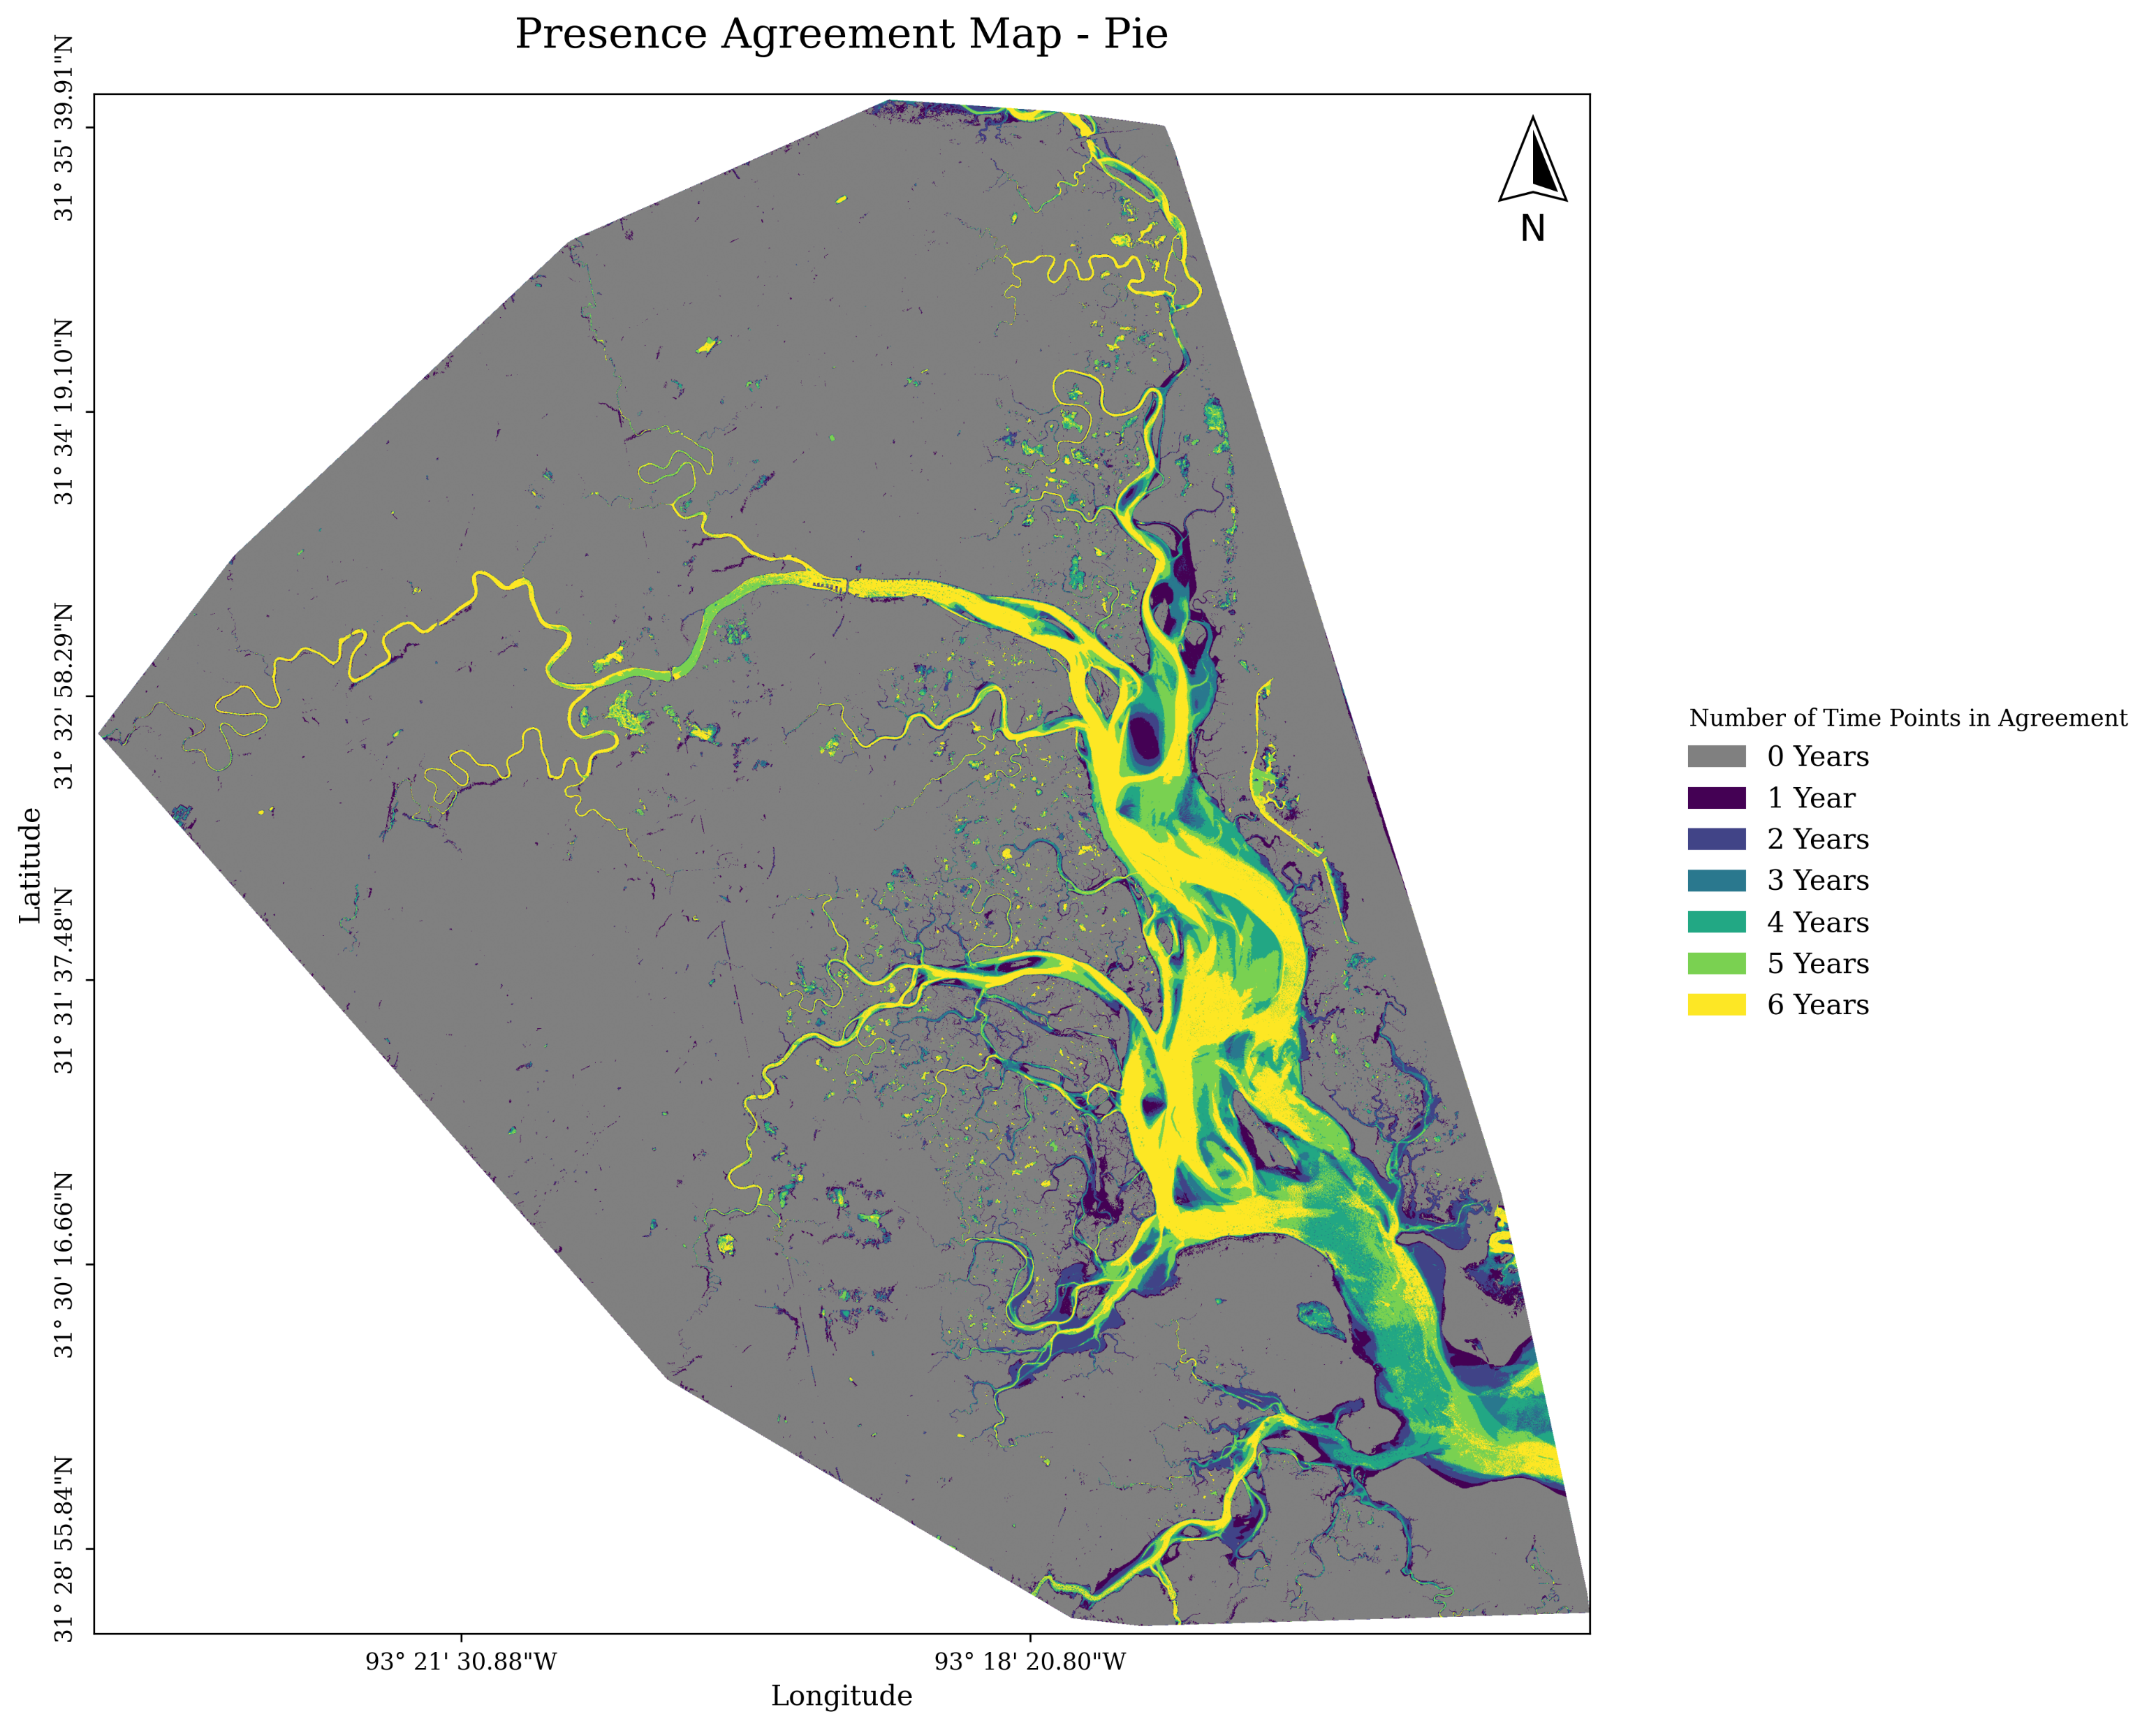 Presence Agreement Map - Pie
31° 35' 39.91"N
31° 34' 19.10"N
31° 32' 58.29"N
31° 31' 37.48"N
31° 30' 16.66"N
31° 28' 55.84"N
Latitude
N
Number of Time Points in Agreement
0 Years
1 Year
2 Years
3 Years
4 Years
5 Years
6 Years
93° 21' 30.88"W
93° 18' 20.80"W
Longitude